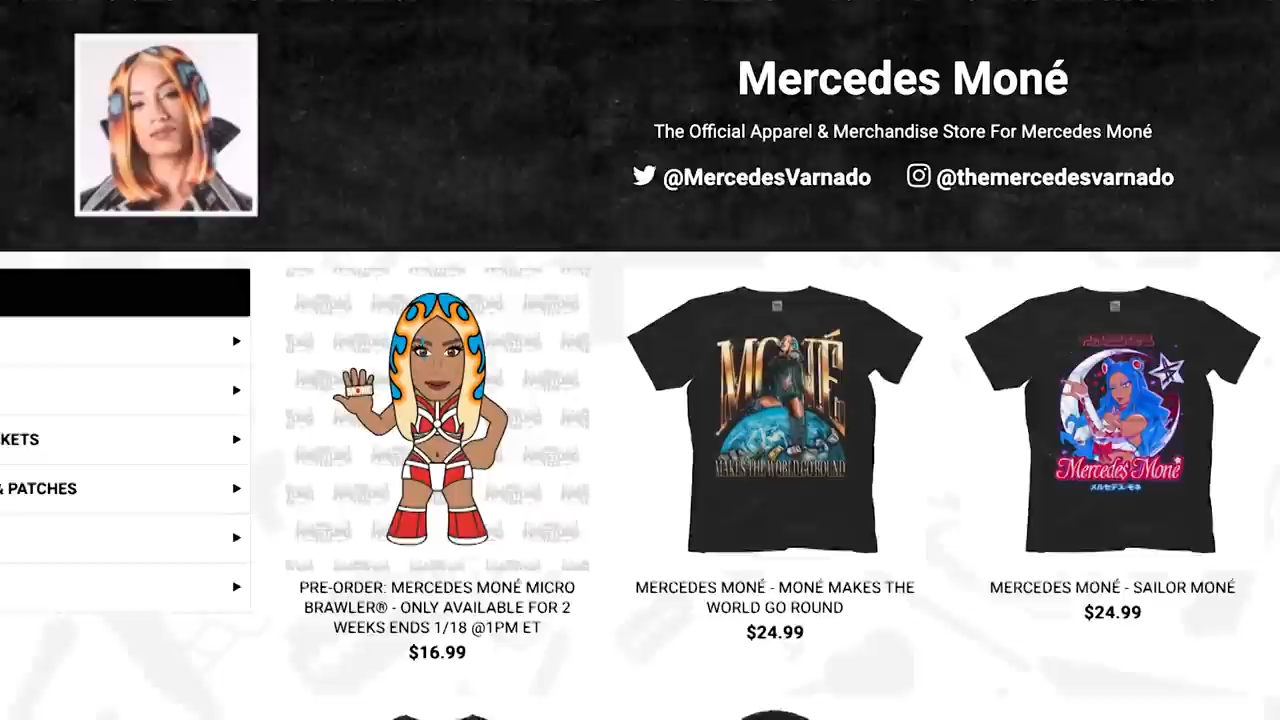 Mercedes Moné
The Official Apparel & Merchandise Store For Mercedes Moné
@MercedesVarnado @themercedesvarnado
KETS
& PATCHES
MONÉ
MAKES THE WORLD GO ROUND
Mercedes Moné
メルセデス・モネ
PRE-ORDER: MERCEDES MONÉ MICRO
BRAWLER® - ONLY AVAILABLE FOR 2
WEEKS ENDS 1/18 @1PM ET
$16.99
MERCEDES MONÉ - MONÉ MAKES THE
WORLD GO ROUND
$24.99
MERCEDES MONÉ - SAILOR MONÉ
$24.99